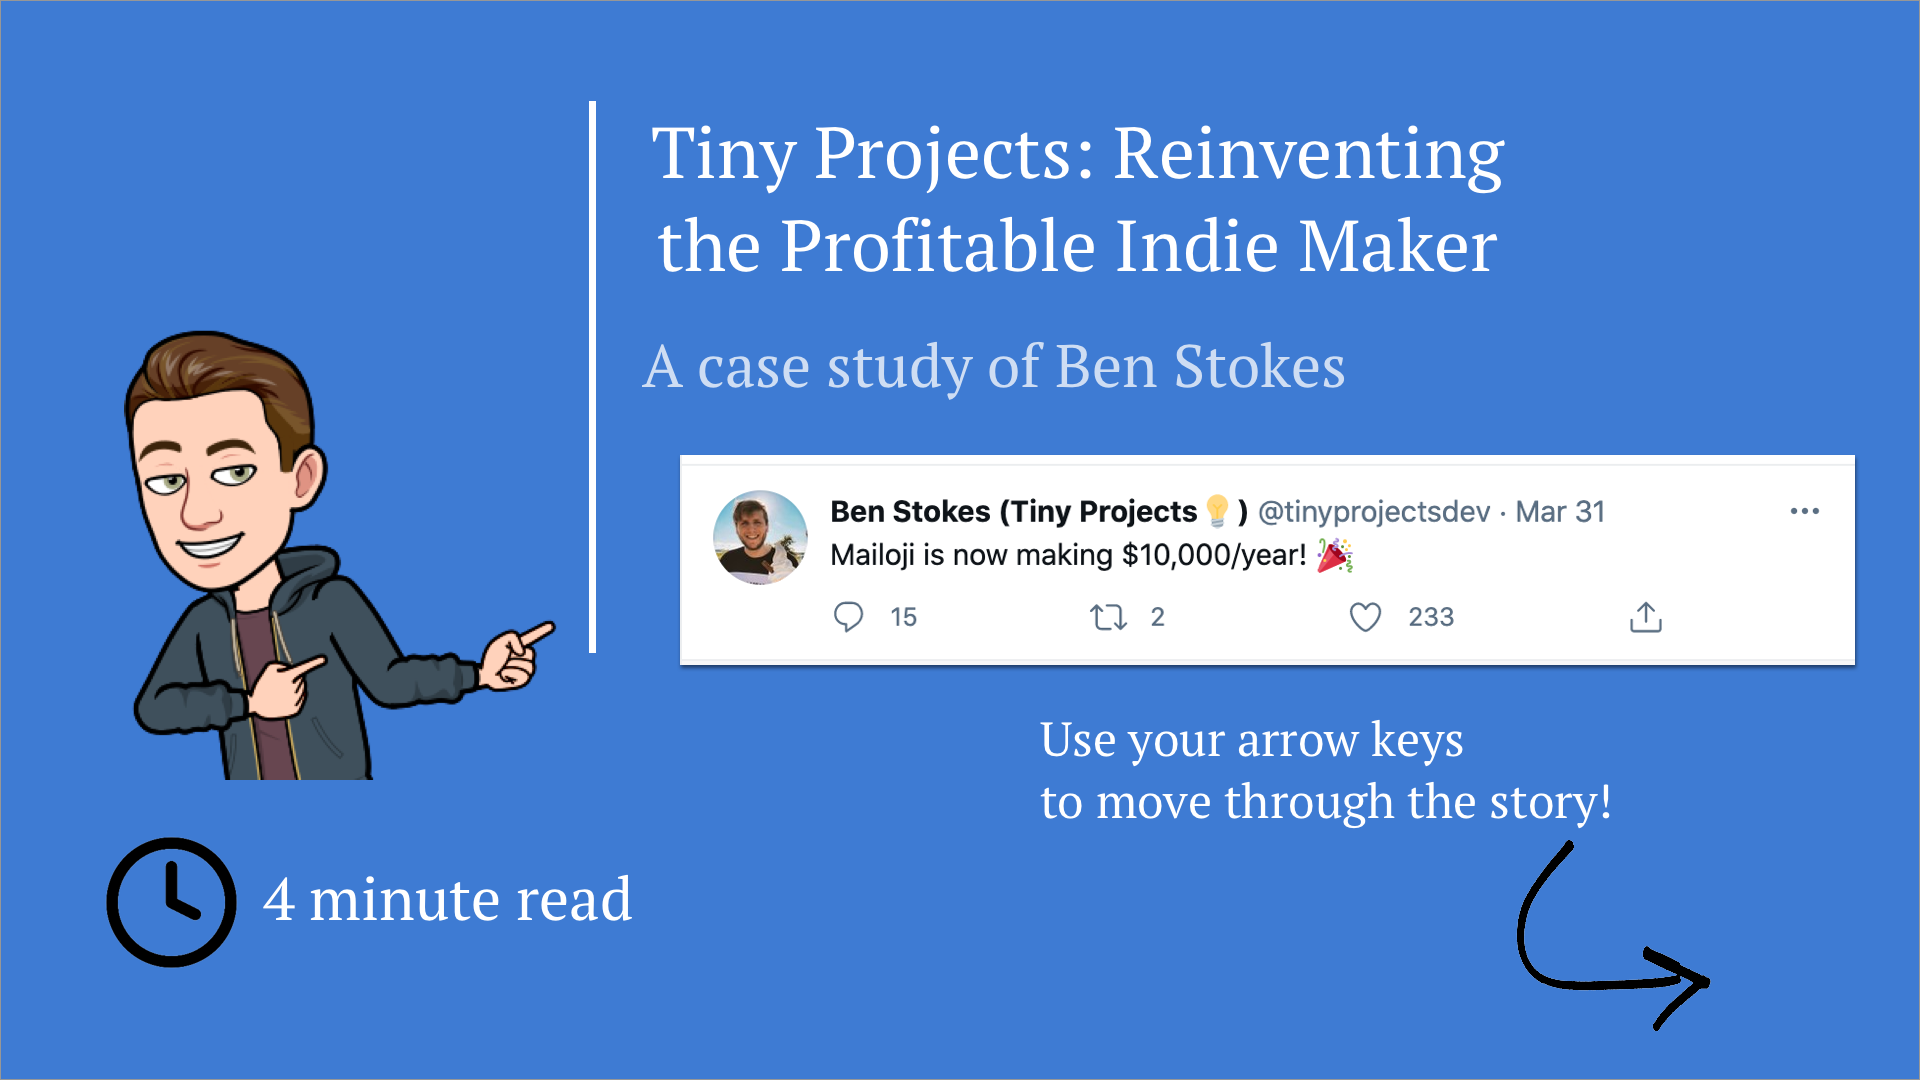 Tiny Projects: Reinventing
the Profitable Indie Maker
A case study of Ben Stokes
Ben Stokes (Tiny Projects💡) @tinyprojectsdev · Mar 31
Mailoji is now making $10,000/year! 🎉
15 2 233
Use your arrow keys
to move through the story!
4 minute read